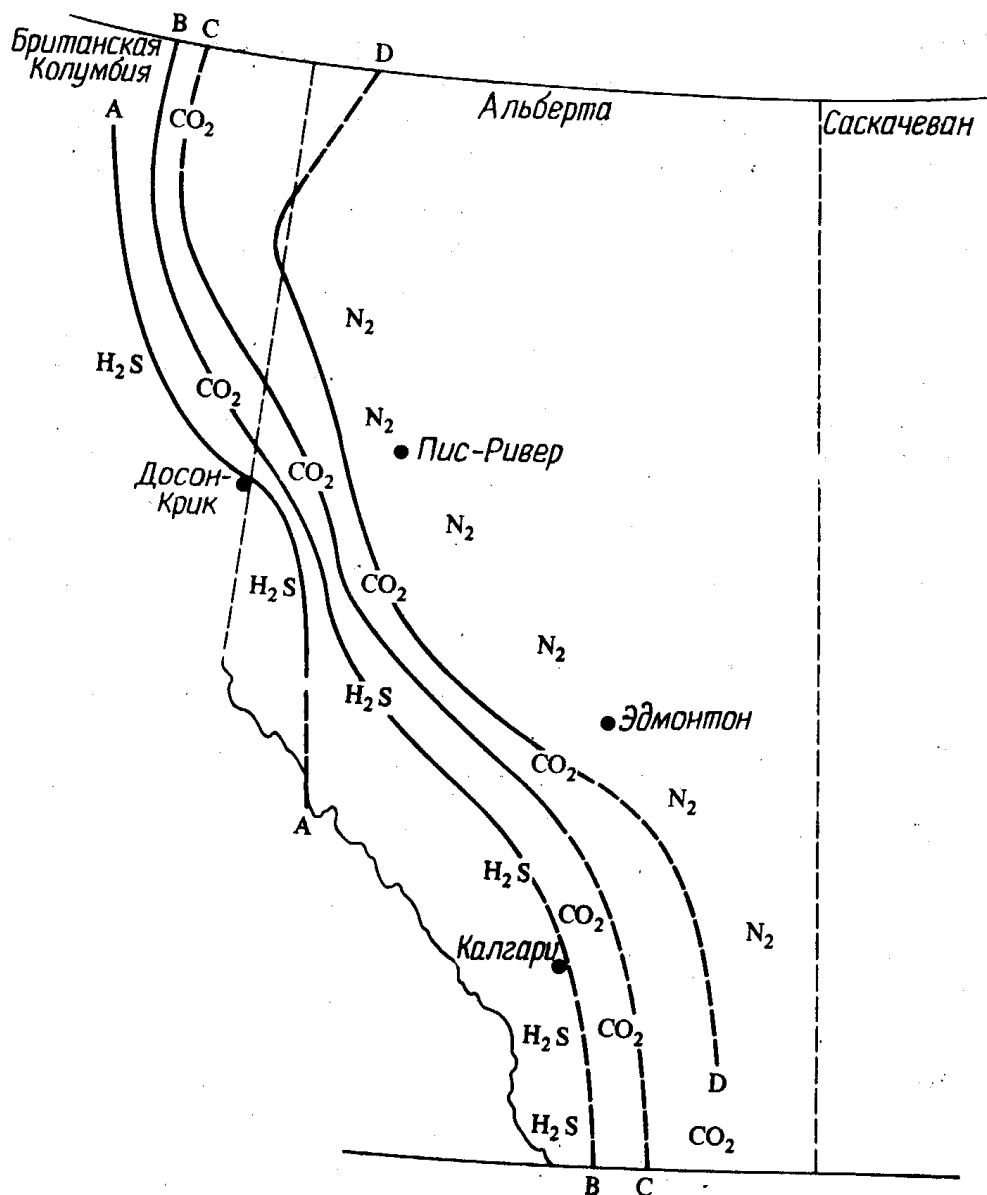 B C
D
Британская
Колумбия
A
CO₂
Альберта
Саскачеван
N₂
H₂S
CO₂
N₂
Пис-Ривер
CO₂
Досон-
Крик
N₂
H₂S
CO₂
N₂
H₂S
Эдмонтон
CO₂
N₂
A
H₂S
CO₂
N₂
Калгари
H₂S
CO₂
D
H₂S
CO₂
B C